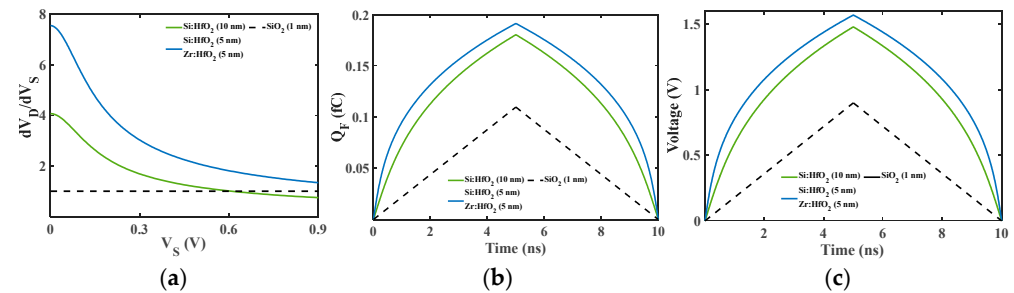 8
6
4
2
0
0.3
0.6
0.9
dV_D/dV_S
V_S (V)
Si:HfO₂ (10 nm) SiO₂ (1 nm)
Si:HfO₂ (5 nm)
Zr:HfO₂ (5 nm)
(a)
0.2
0.15
0.1
0.05
0
0
2
4
6
8
10
Q_F (fC)
Time (ns)
Si:HfO₂ (10 nm) SiO₂ (1 nm)
Si:HfO₂ (5 nm)
Zr:HfO₂ (5 nm)
(b)
1.5
1
0.5
0
2
4
6
8
10
Voltage (V)
Time (ns)
Si:HfO₂ (10 nm) SiO₂ (1 nm)
Si:HfO₂ (5 nm)
Zr:HfO₂ (5 nm)
(c)